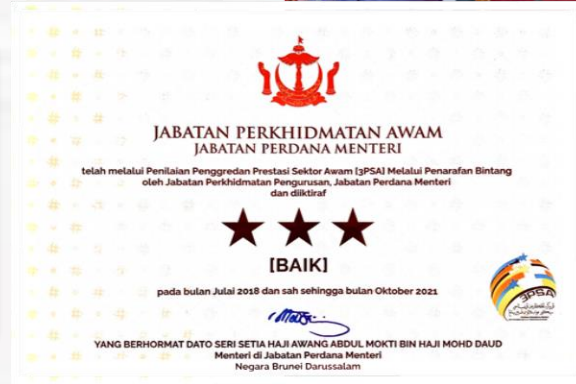 JABATAN PERKHIDMATAN AWAM
JABATAN PERDANA MENTERI
telah melalui Penilaian Penggredan Prestasi Sektor Awam [3PSA] Melalui Penarafan Bintang
oleh Jabatan Perkhidmatan Pengurusan, Jabatan Perdana Menteri
dan diiktiraf
[BAIK]
pada bulan Julai 2018 dan sah sehingga bulan Oktober 2021
YANG BERHORMAT DATO SERI SETIA HAJI AWANG ABDUL MOKTI BIN HAJI MOHD DAUD
Menteri di Jabatan Perdana Menteri
Negara Brunei Darussalam
3PSA